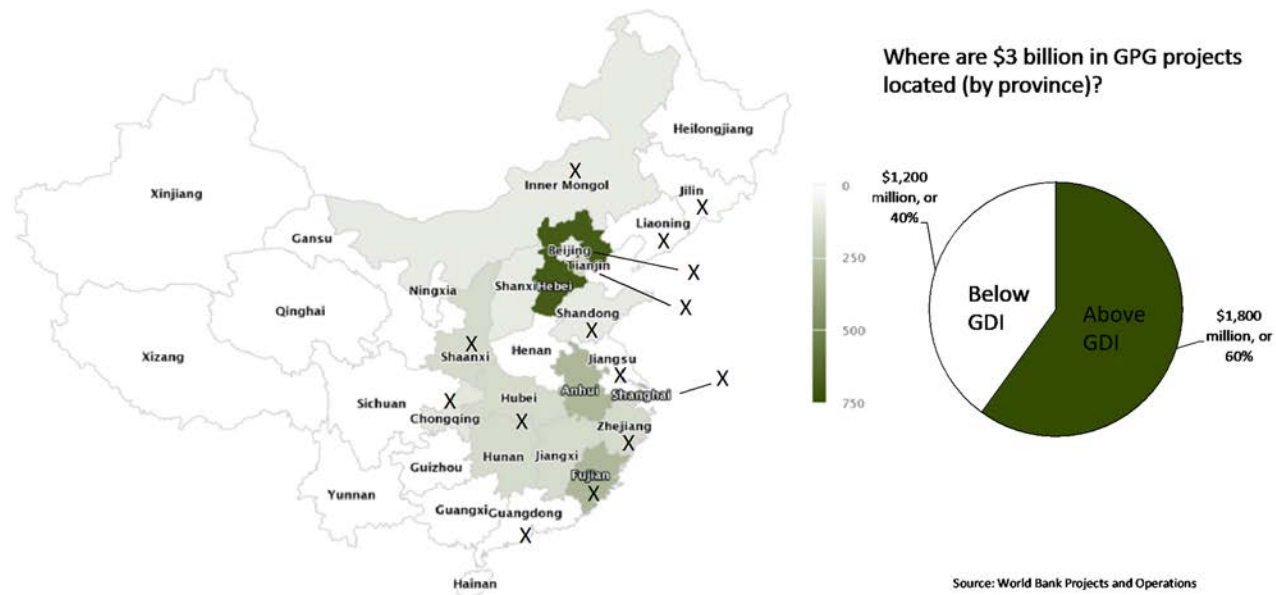 Where are $3 billion in GPG projects
located (by province)?
Heilongjiang
X
Inner Mongol
Jilin
X
Xinjiang
Liaoning
X
Gansu
Beijing
X
Tianjin
X
Ningxia
Shanxi
Hebei
Qinghai
Shandong
X
Xizang
X
Shaanxi
Henan
Jiangsu
X
X
Anhui
Shanghai
Sichuan
X
Chongqing
Hubei
X
Zhejiang
X
Hunan
Jiangxi
Guizhou
Fujian
X
Yunnan
Guangxi
Guangdong
X
Hainan
0
250
500
750
$1,200
million, or
40%
Below
GDI
Above
GDI
$1,800
million, or
60%
Source: World Bank Projects and Operations